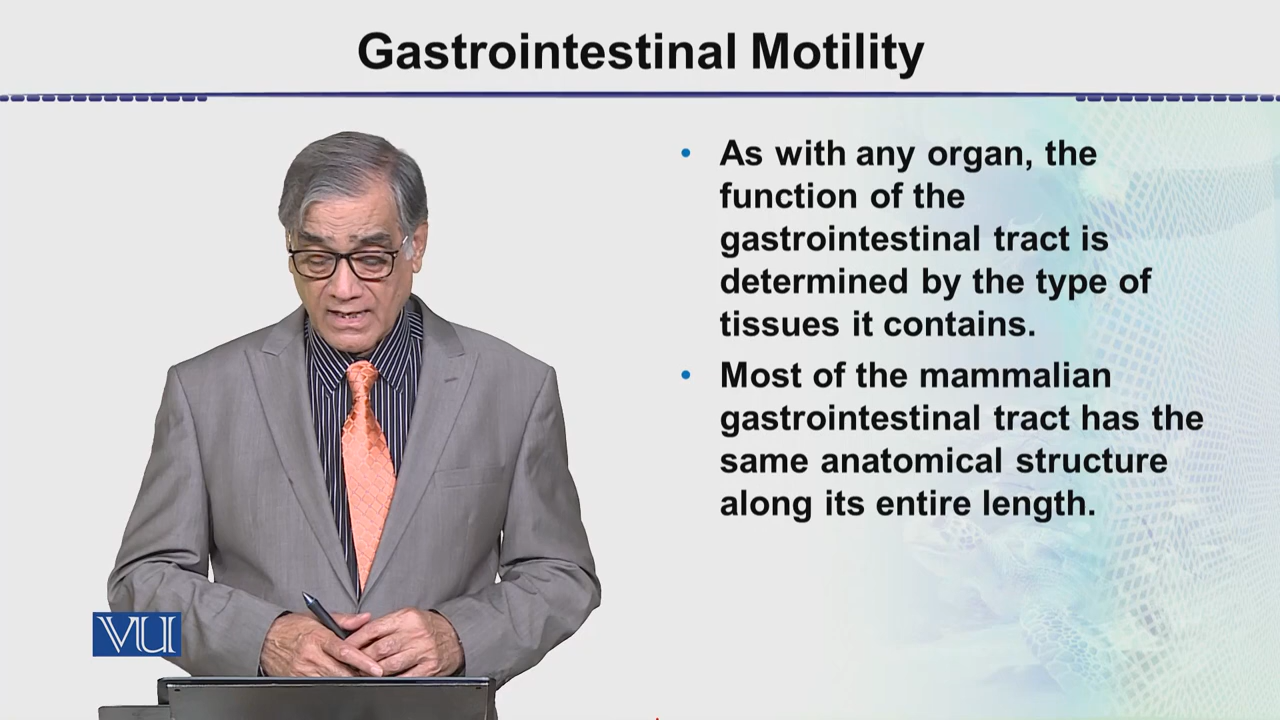 Gastrointestinal Motility
• As with any organ, the
function of the
gastrointestinal tract is
determined by the type of
tissues it contains.
• Most of the mammalian
gastrointestinal tract has the
same anatomical structure
along its entire length.
VU